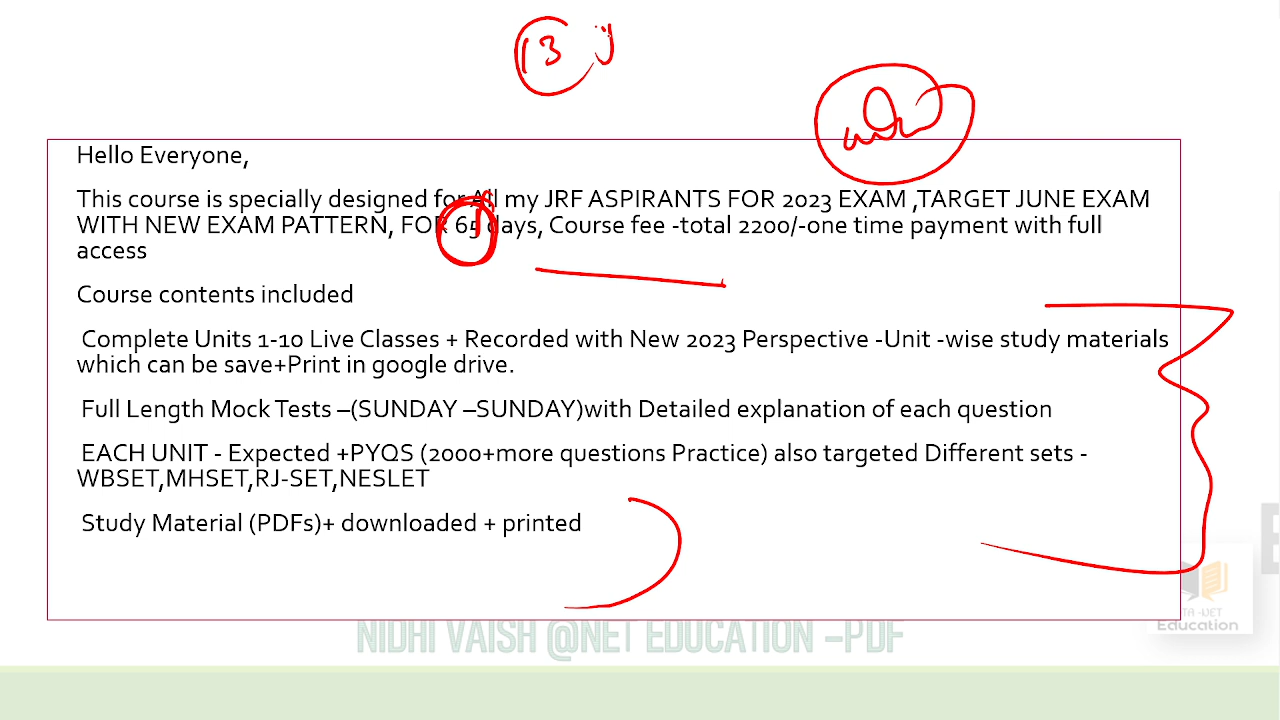 13
Hello Everyone,
This course is specially designed for All my JRF ASPIRANTS FOR 2023 EXAM ,TARGET JUNE EXAM
WITH NEW EXAM PATTERN, FOR 65 days, Course fee -total 2200/-one time payment with full
access
Course contents included
Complete Units 1-10 Live Classes + Recorded with New 2023 Perspective -Unit -wise study materials
which can be save+Print in google drive.
Full Length Mock Tests –(SUNDAY –SUNDAY)with Detailed explanation of each question
EACH UNIT - Expected +PYQS (2000+more questions Practice) also targeted Different sets -
WBSET,MHSET,RJ-SET,NESLET
Study Material (PDFs)+ downloaded + printed
Education
NIDHI VAISH @NET EDUCATION –PDF